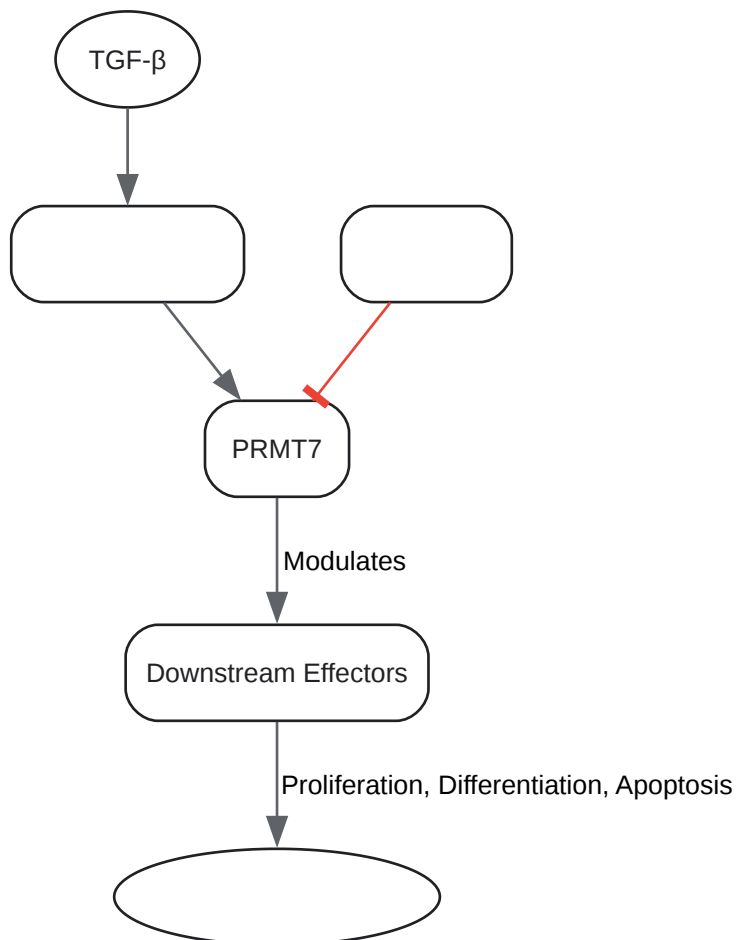 TGF-β
PRMT7
Modulates
Downstream Effectors
Proliferation, Differentiation, Apoptosis